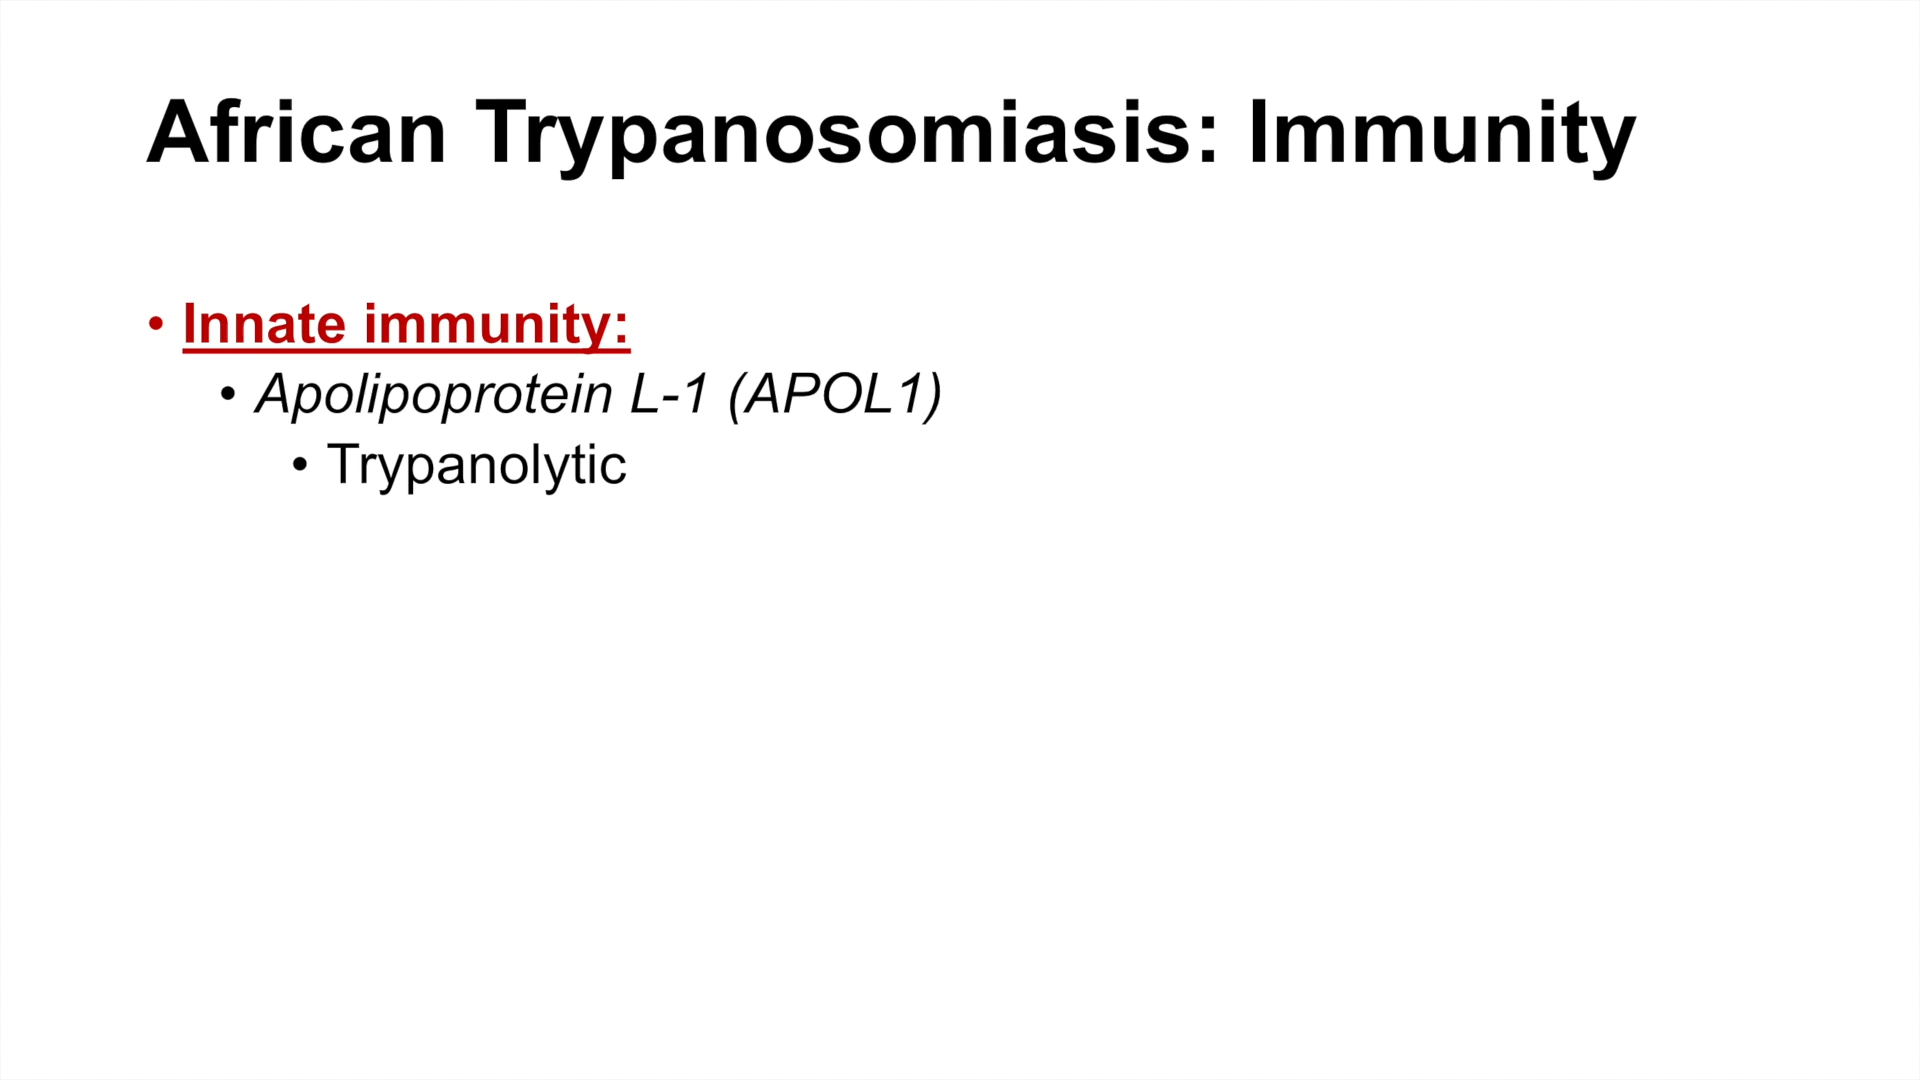 African Trypanosomiasis: Immunity
• Innate immunity:
• Apolipoprotein L-1 (APOL1)
• Trypanolytic